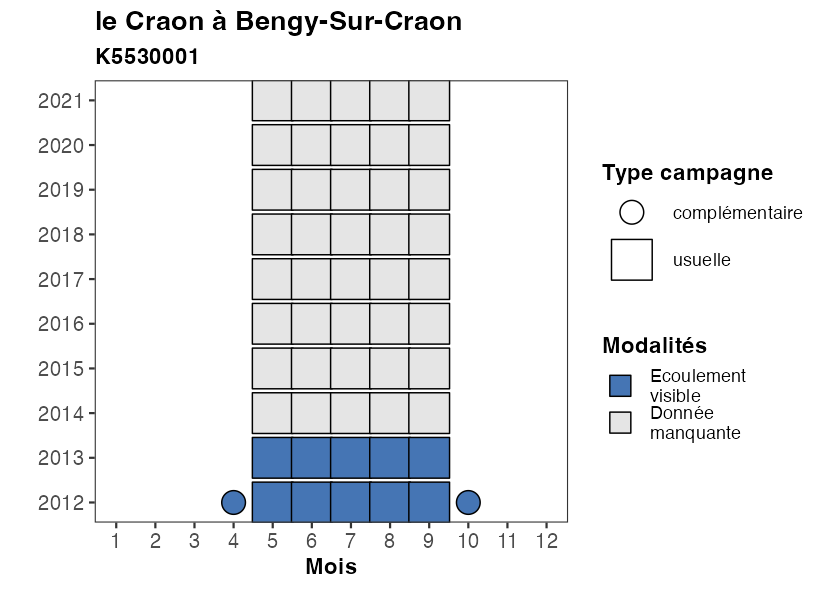 le Craon à Bengy-Sur-Craon
K5530001
2021
2020
2019
2018
2017
2016
2015
2014
2013
2012
1 2 3 4 5 6 7 8 9 10 11 12
Mois
Type campagne
complémentaire
usuelle
Modalités
Ecoulement
visible
Donnée
manquante